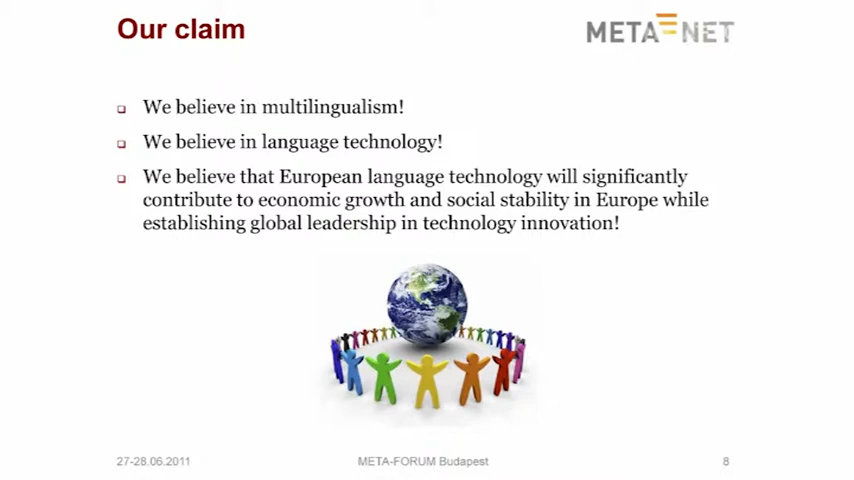 Our claim
META NET
We believe in multilingualism!
We believe in language technology!
We believe that European language technology will significantly
contribute to economic growth and social stability in Europe while
establishing global leadership in technology innovation!
27-28.06.2011
META-FORUM Budapest
8